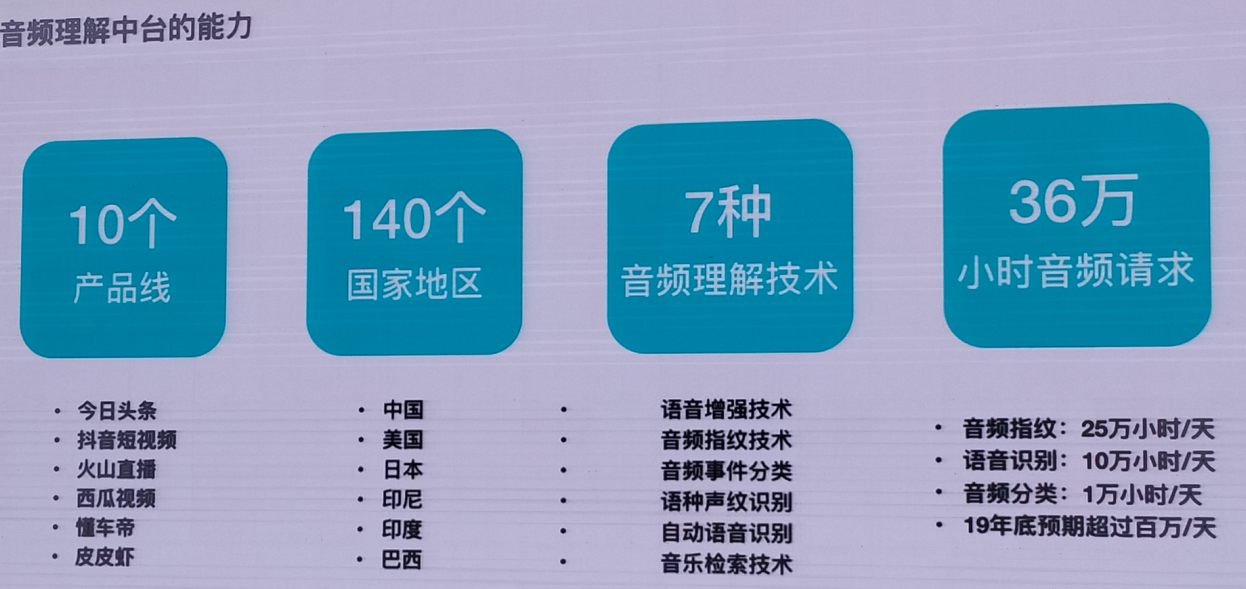 音频理解中台的能力
10个
产品线
140个
国家地区
7种
音频理解技术
36万
小时音频请求
• 今日头条
• 抖音短视频
• 火山直播
• 西瓜视频
• 懂车帝
• 皮皮虾
• 中国
• 美国
• 日本
• 印尼
• 印度
• 巴西
• 语音增强技术
• 音频指纹技术
• 音频事件分类
• 语种声纹识别
• 自动语音识别
• 音乐检索技术
• 音频指纹：25万小时/天
• 语音识别：10万小时/天
• 音频分类：1万小时/天
• 19年底预期超过百万/天